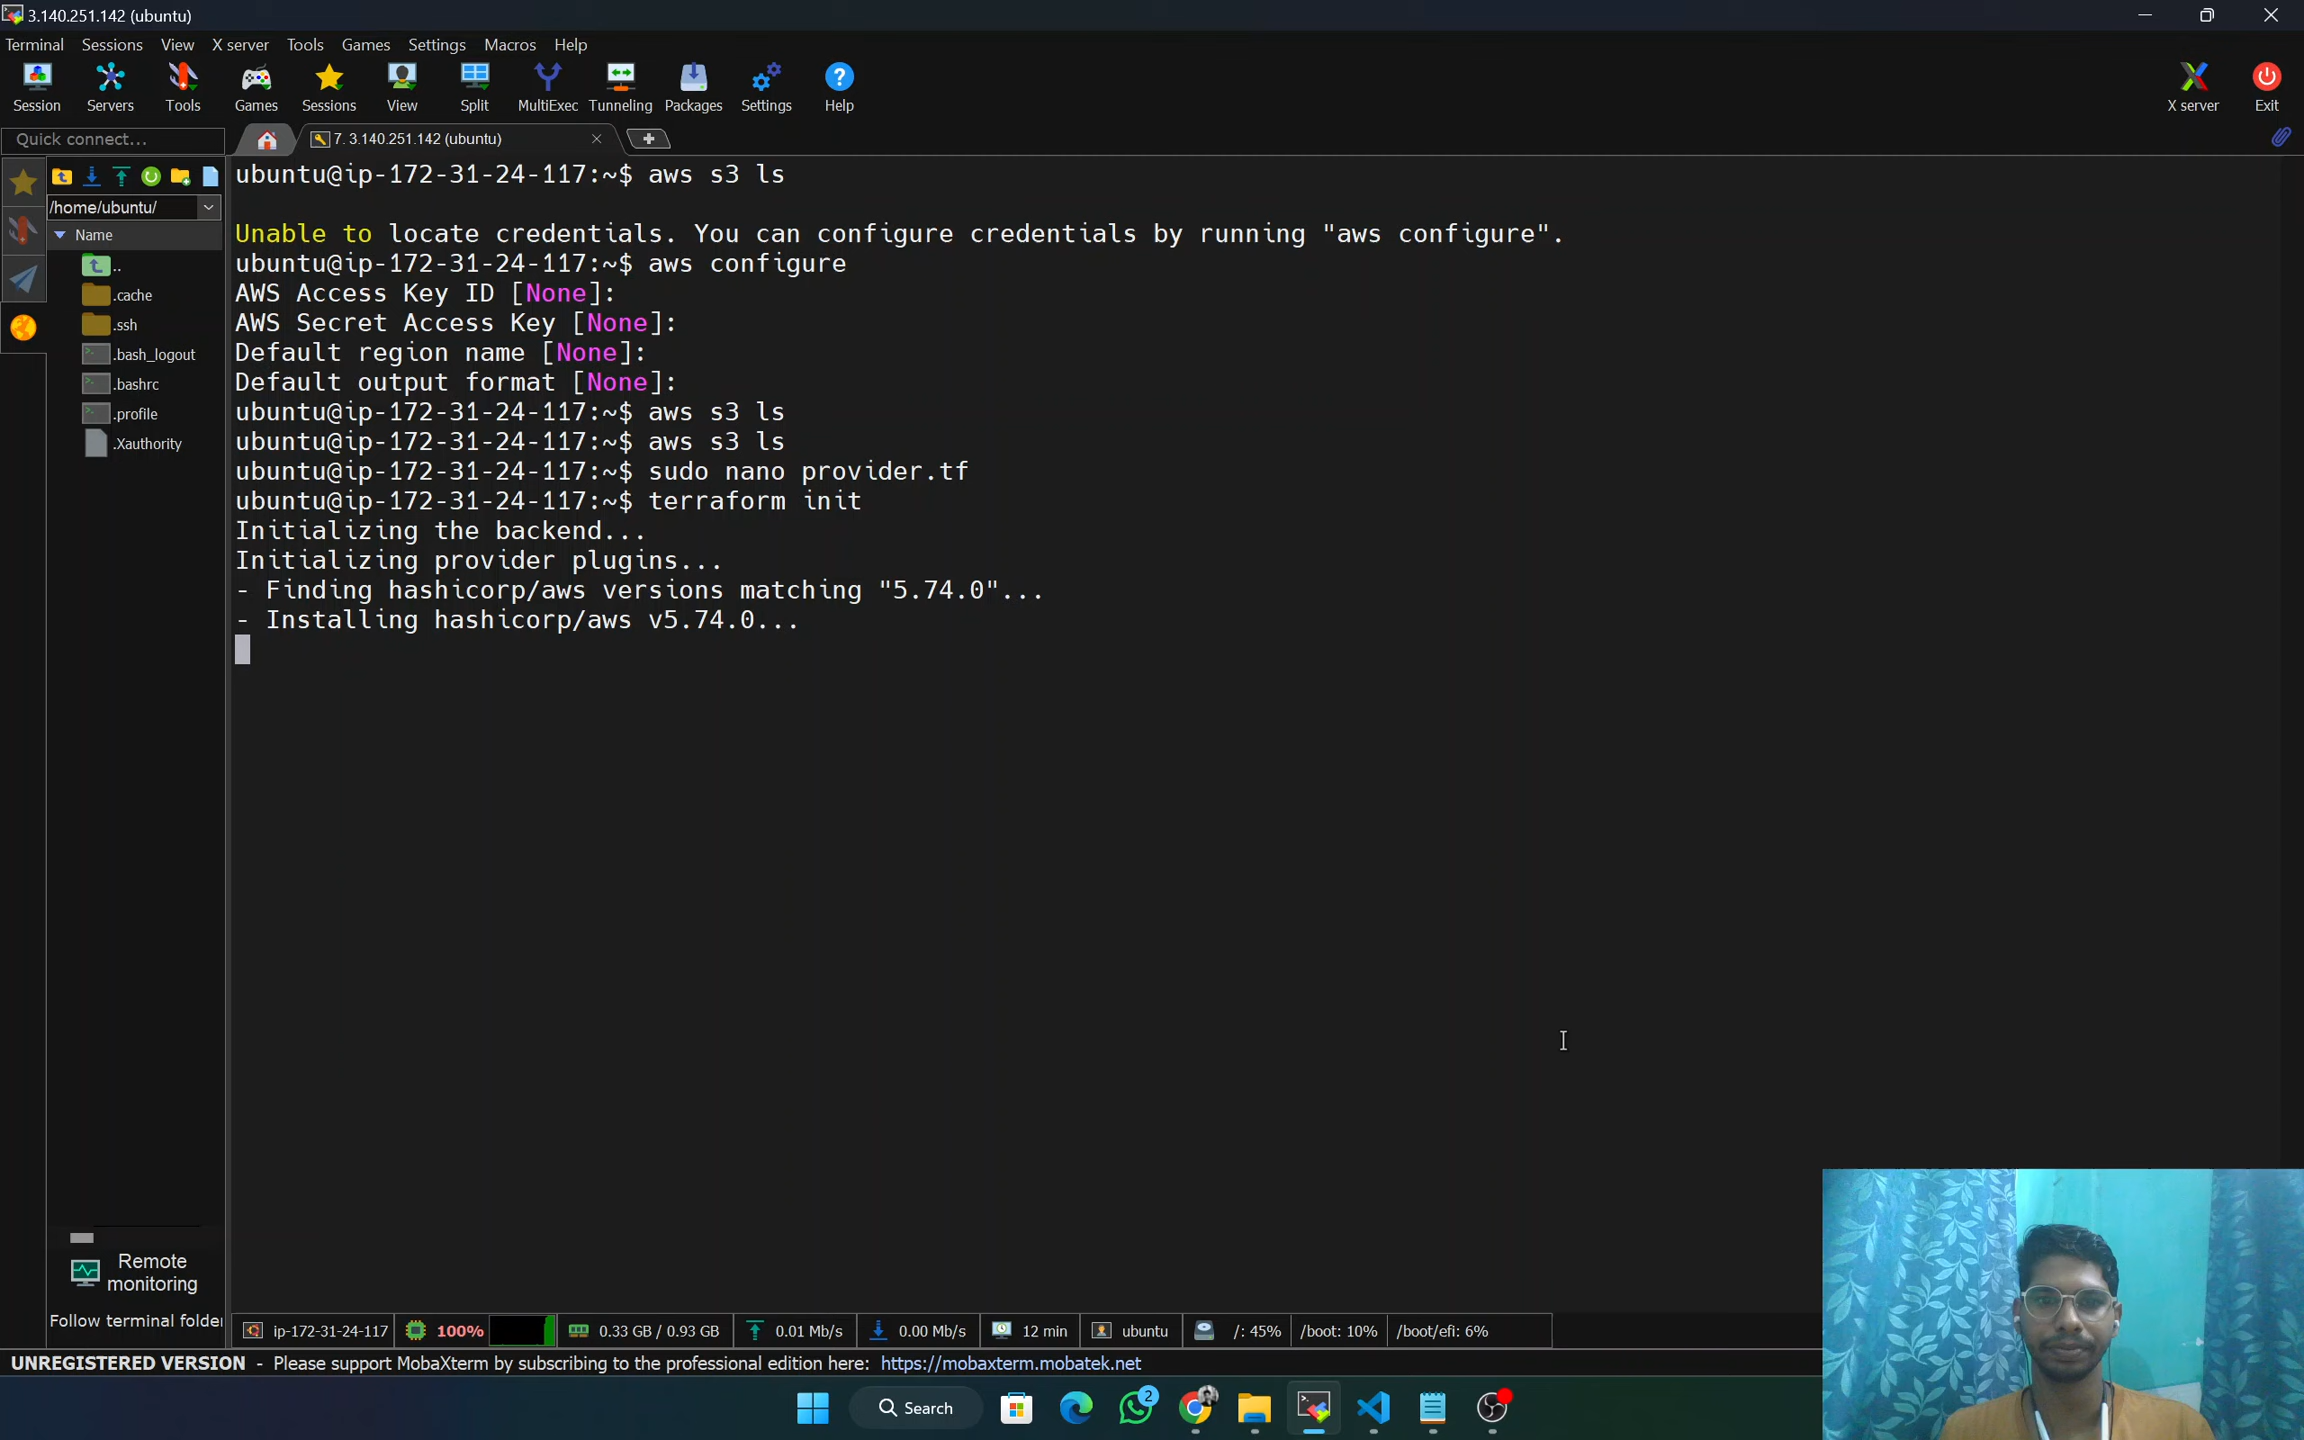 3.140.251.142 (ubuntu)
Terminal Sessions View X server Tools Games Settings Macros Help
Session Servers Tools Games Sessions View Split MultiExec Tunneling Packages Settings Help X server Exit
Quick connect...
7. 3.140.251.142 (ubuntu)
/home/ubuntu/
Name
..
.cache
.ssh
.bash_logout
.bashrc
.profile
.Xauthority
ubuntu@ip-172-31-24-117:~$ aws s3 ls
Unable to locate credentials. You can configure credentials by running "aws configure".
ubuntu@ip-172-31-24-117:~$ aws configure
AWS Access Key ID [None]:
AWS Secret Access Key [None]:
Default region name [None]:
Default output format [None]:
ubuntu@ip-172-31-24-117:~$ aws s3 ls
ubuntu@ip-172-31-24-117:~$ aws s3 ls
ubuntu@ip-172-31-24-117:~$ sudo nano provider.tf
ubuntu@ip-172-31-24-117:~$ terraform init
Initializing the backend...
Initializing provider plugins...
- Finding hashicorp/aws versions matching "5.74.0"...
- Installing hashicorp/aws v5.74.0...
Remote
monitoring
Follow terminal folder
ip-172-31-24-117 100% 0.33 GB / 0.93 GB 0.01 Mb/s 0.00 Mb/s 12 min ubuntu /: 45% /boot: 10% /boot/efi: 6%
UNREGISTERED VERSION - Please support MobaXterm by subscribing to the professional edition here: https://mobaxterm.mobatek.net
Search
2